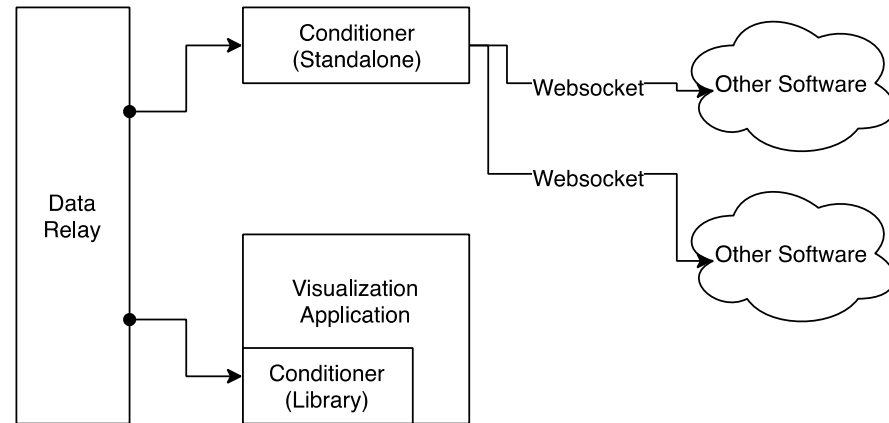 Conditioner
(Standalone)
Websocket
Other Software
Websocket
Data
Relay
Other Software
Visualization
Application
Conditioner
(Library)